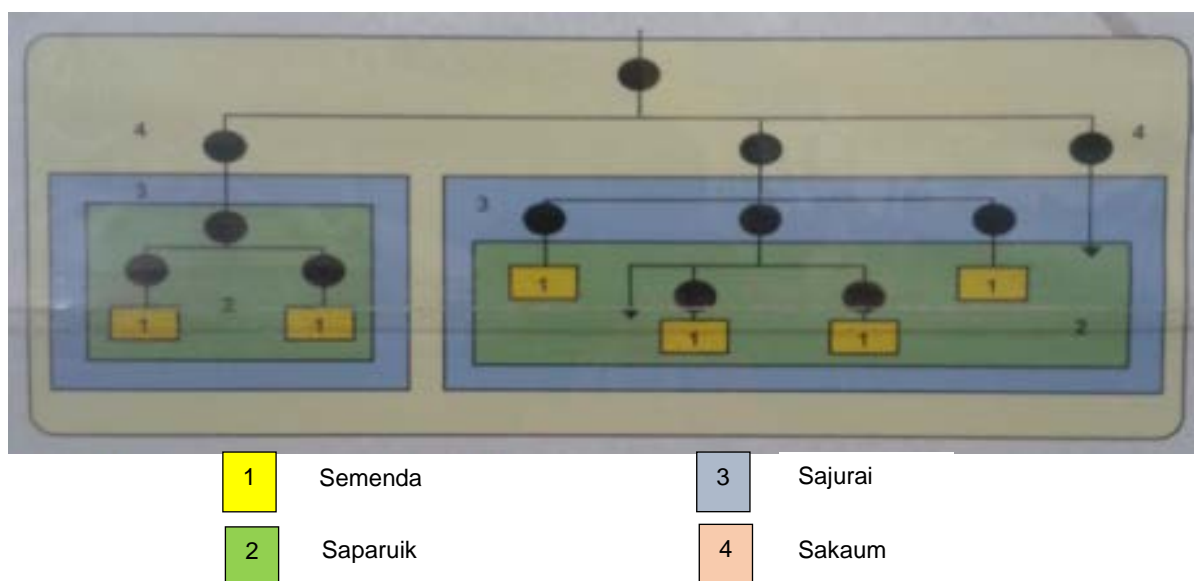 4 4
3 3
1 1
2 1 1 1 1 2
1 Semenda 3 Sajurai
2 Saparuik 4 Sakaum